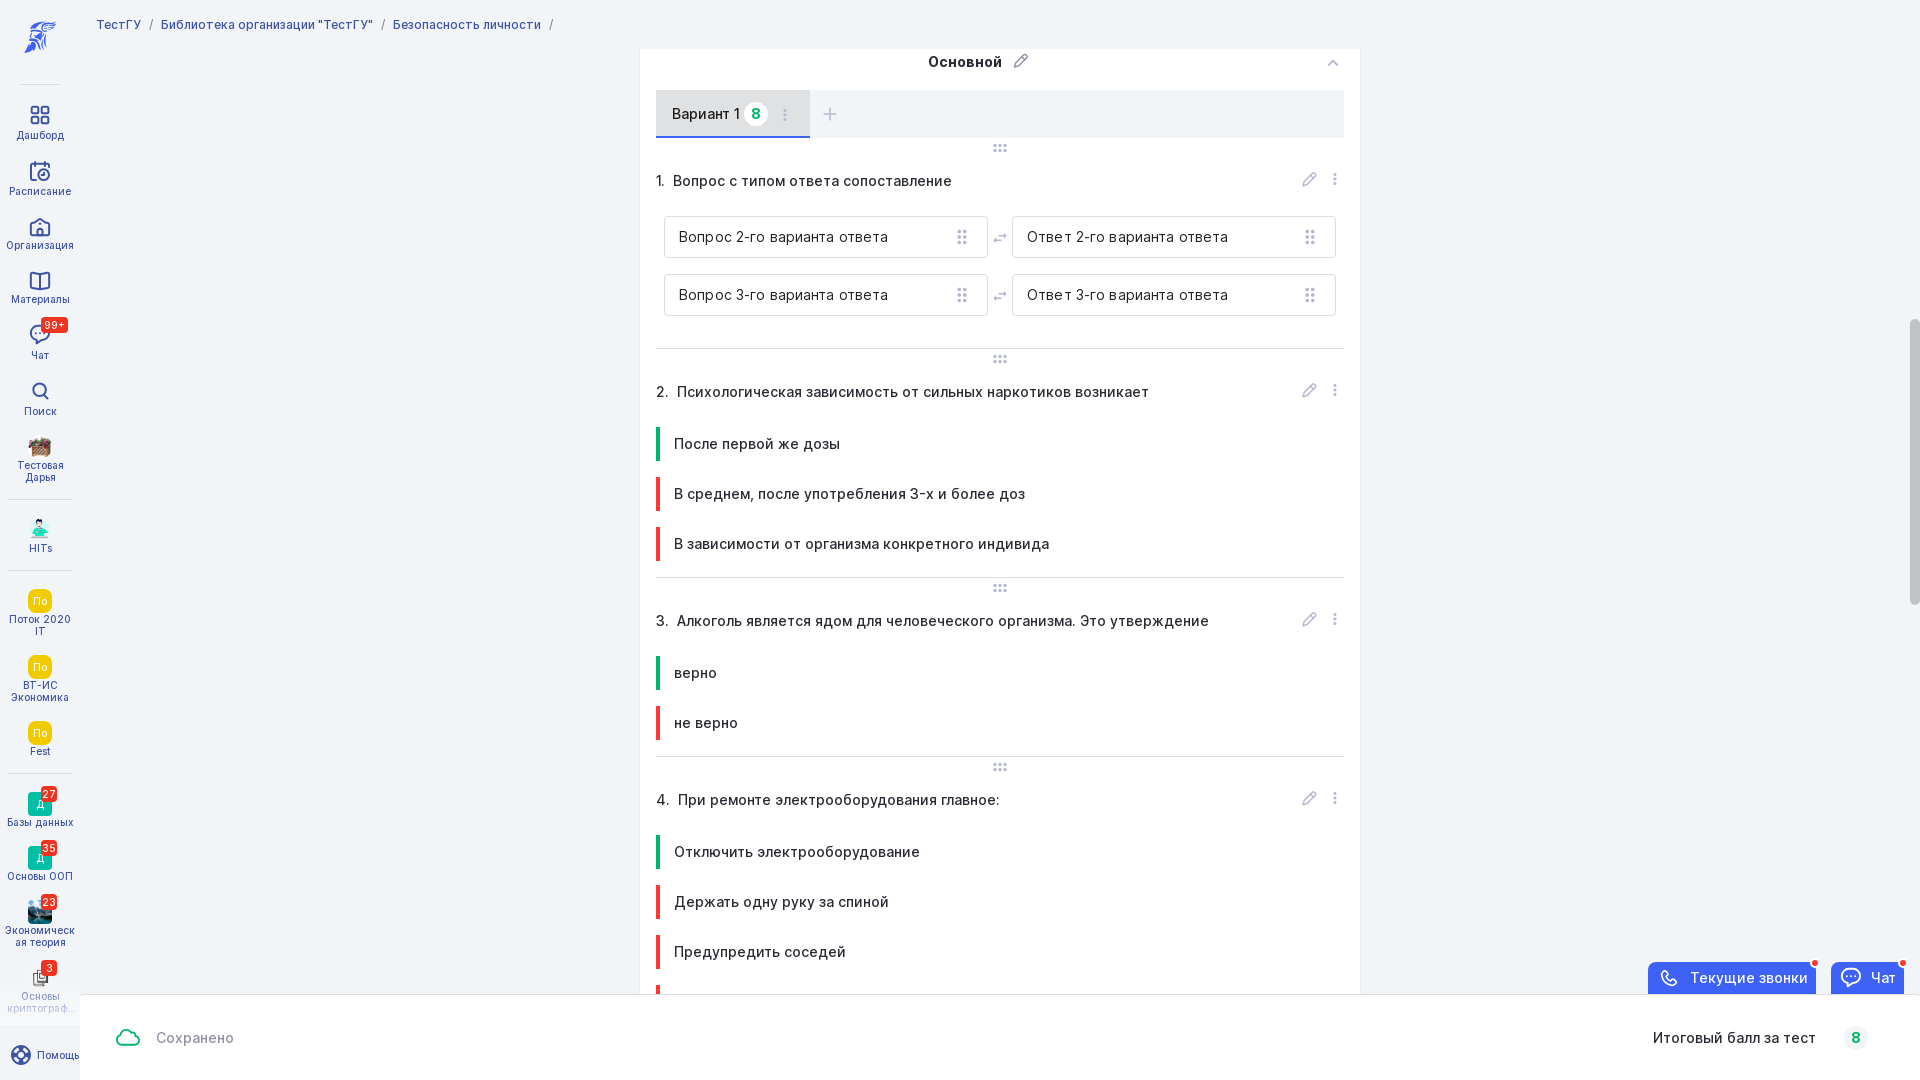 ТестГУ / Библиотека организации "ТестГУ" / Безопасность личности /
Дашборд
Расписание
Организация
Материалы
99+
Чат
Поиск
Тестовая
Дарья
HITs
По
Поток 2020
IT
По
ВТ-ИС
Экономика
По
Fest
27
Д
Базы данных
35
Д
Основы ООП
23
Экономическ
ая теория
3
Основы
криптограф...
Помощь
Основной
Вариант 1 8
1. Вопрос с типом ответа сопоставление
Вопрос 2-го варианта ответа
Ответ 2-го варианта ответа
Вопрос 3-го варианта ответа
Ответ 3-го варианта ответа
2. Психологическая зависимость от сильных наркотиков возникает
После первой же дозы
В среднем, после употребления 3-х и более доз
В зависимости от организма конкретного индивида
3. Алкоголь является ядом для человеческого организма. Это утверждение
верно
не верно
4. При ремонте электрооборудования главное:
Отключить электрооборудование
Держать одну руку за спиной
Предупредить соседей
Текущие звонки
Чат
Сохранено
Итоговый балл за тест 8